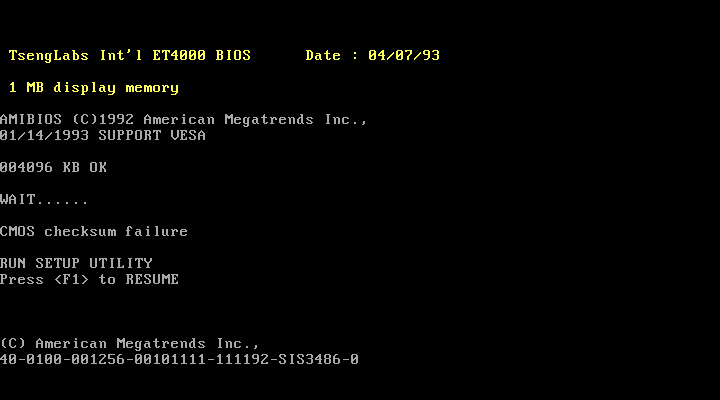 TsengLabs Int'l ET4000 BIOS      Date : 04/07/93
1 MB display memory
AMIBIOS (C)1992 American Megatrends Inc.,
01/14/1993 SUPPORT VESA
004096 KB OK
WAIT......
CMOS checksum failure
RUN SETUP UTILITY
Press <F1> to RESUME
(C) American Megatrends Inc.,
40-0100-001256-00101111-111192-SIS3486-0